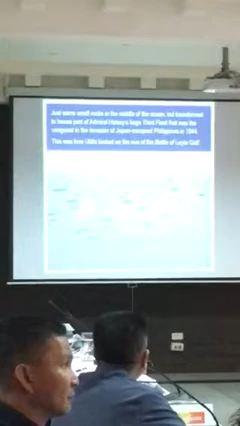 Just some small atolls in the middle of the ocean, but transformed
to house part of Admiral Halsey's huge Third Fleet that was the
vanguard in the invasion of Japan-occupied Philippines in 1944.
This was how Ulithi looked on the eve of the Battle of Leyte Gulf.